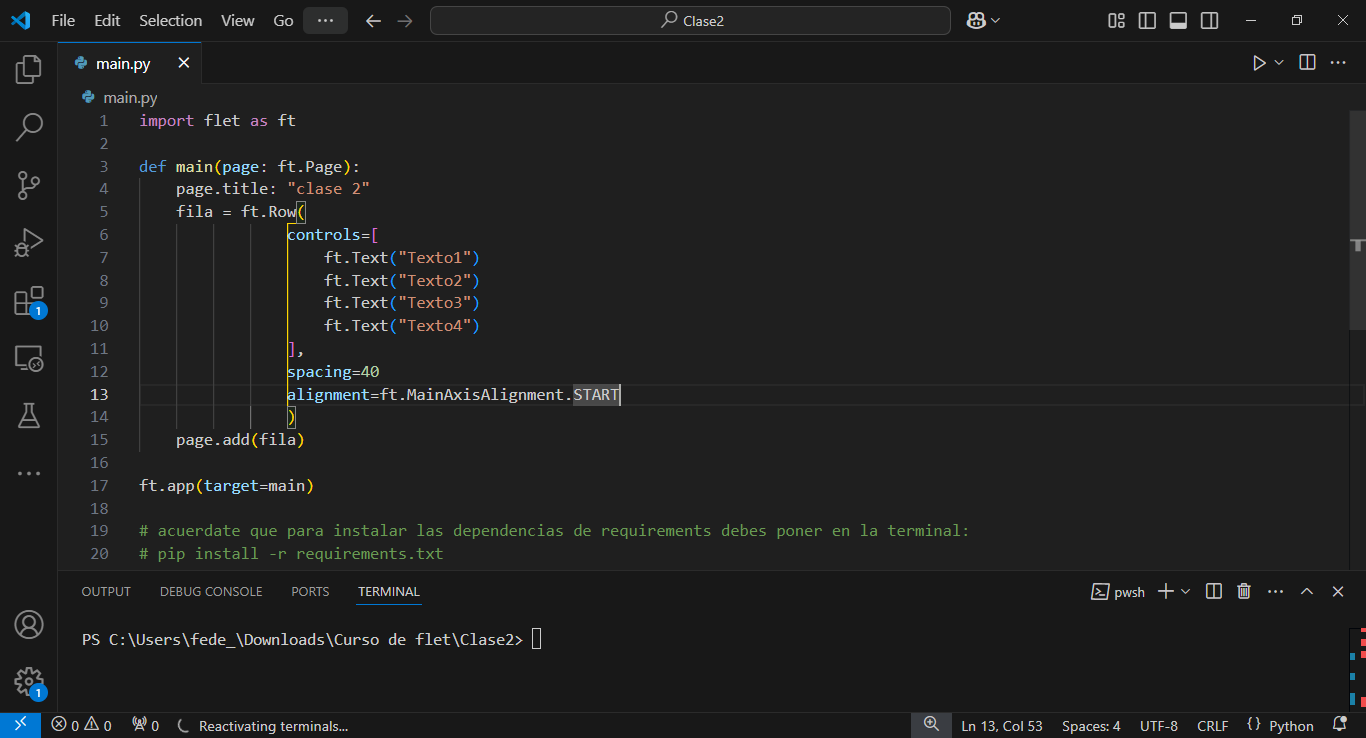 File Edit Selection View Go ··· Clase2
main.py
main.py
1 import flet as ft
2
3 def main(page: ft.Page):
4     page.title: "clase 2"
5     fila = ft.Row(
6                 controls=[
7                     ft.Text("Texto1")
8                     ft.Text("Texto2")
9                     ft.Text("Texto3")
10                     ft.Text("Texto4")
11                 ],
12                 spacing=40
13                 alignment=ft.MainAxisAlignment.START
14                 )
15     page.add(fila)
16
17 ft.app(target=main)
18
19 # acuerdate que para instalar las dependencias de requirements debes poner en la terminal:
20 # pip install -r requirements.txt
1
OUTPUT DEBUG CONSOLE PORTS TERMINAL pwsh
PS C:\Users\fede_\Downloads\Curso de flet\Clase2>
1
0 0 0 Reactivating terminals... Ln 13, Col 53 Spaces: 4 UTF-8 CRLF {} Python